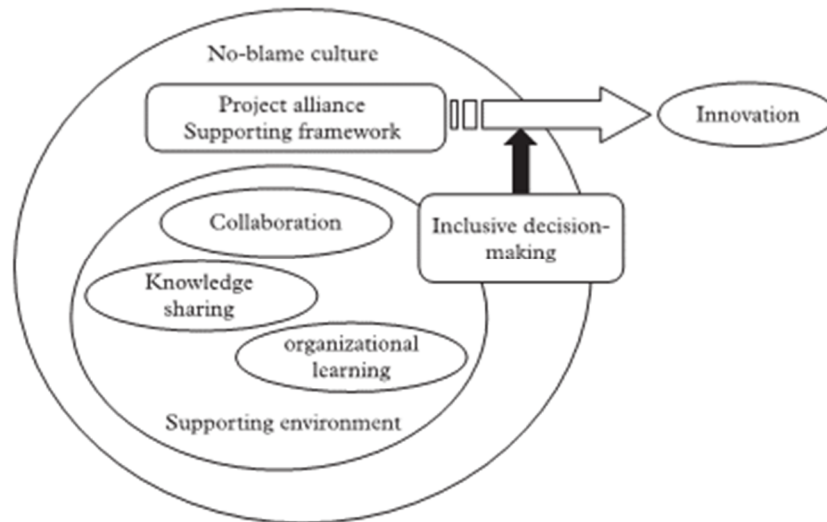 No-blame culture
Project alliance
Supporting framework
Innovation
Collaboration
Inclusive decision-
making
Knowledge
sharing
organizational
learning
Supporting environment